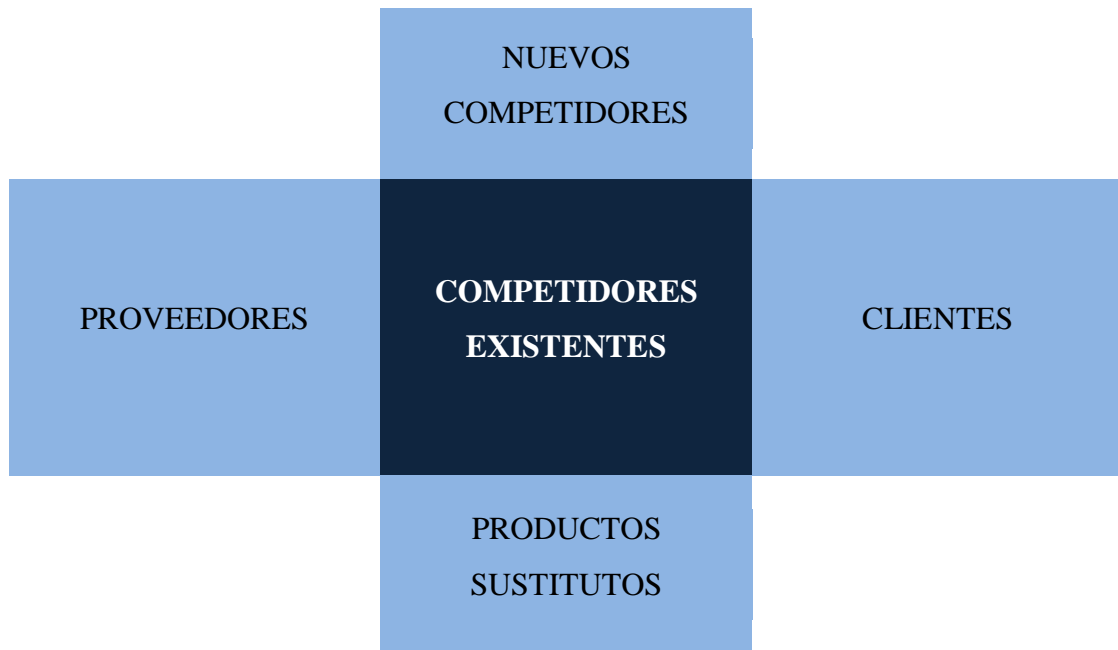 NUEVOS
COMPETIDORES
PROVEEDORES
COMPETIDORES
EXISTENTES
CLIENTES
PRODUCTOS
SUSTITUTOS